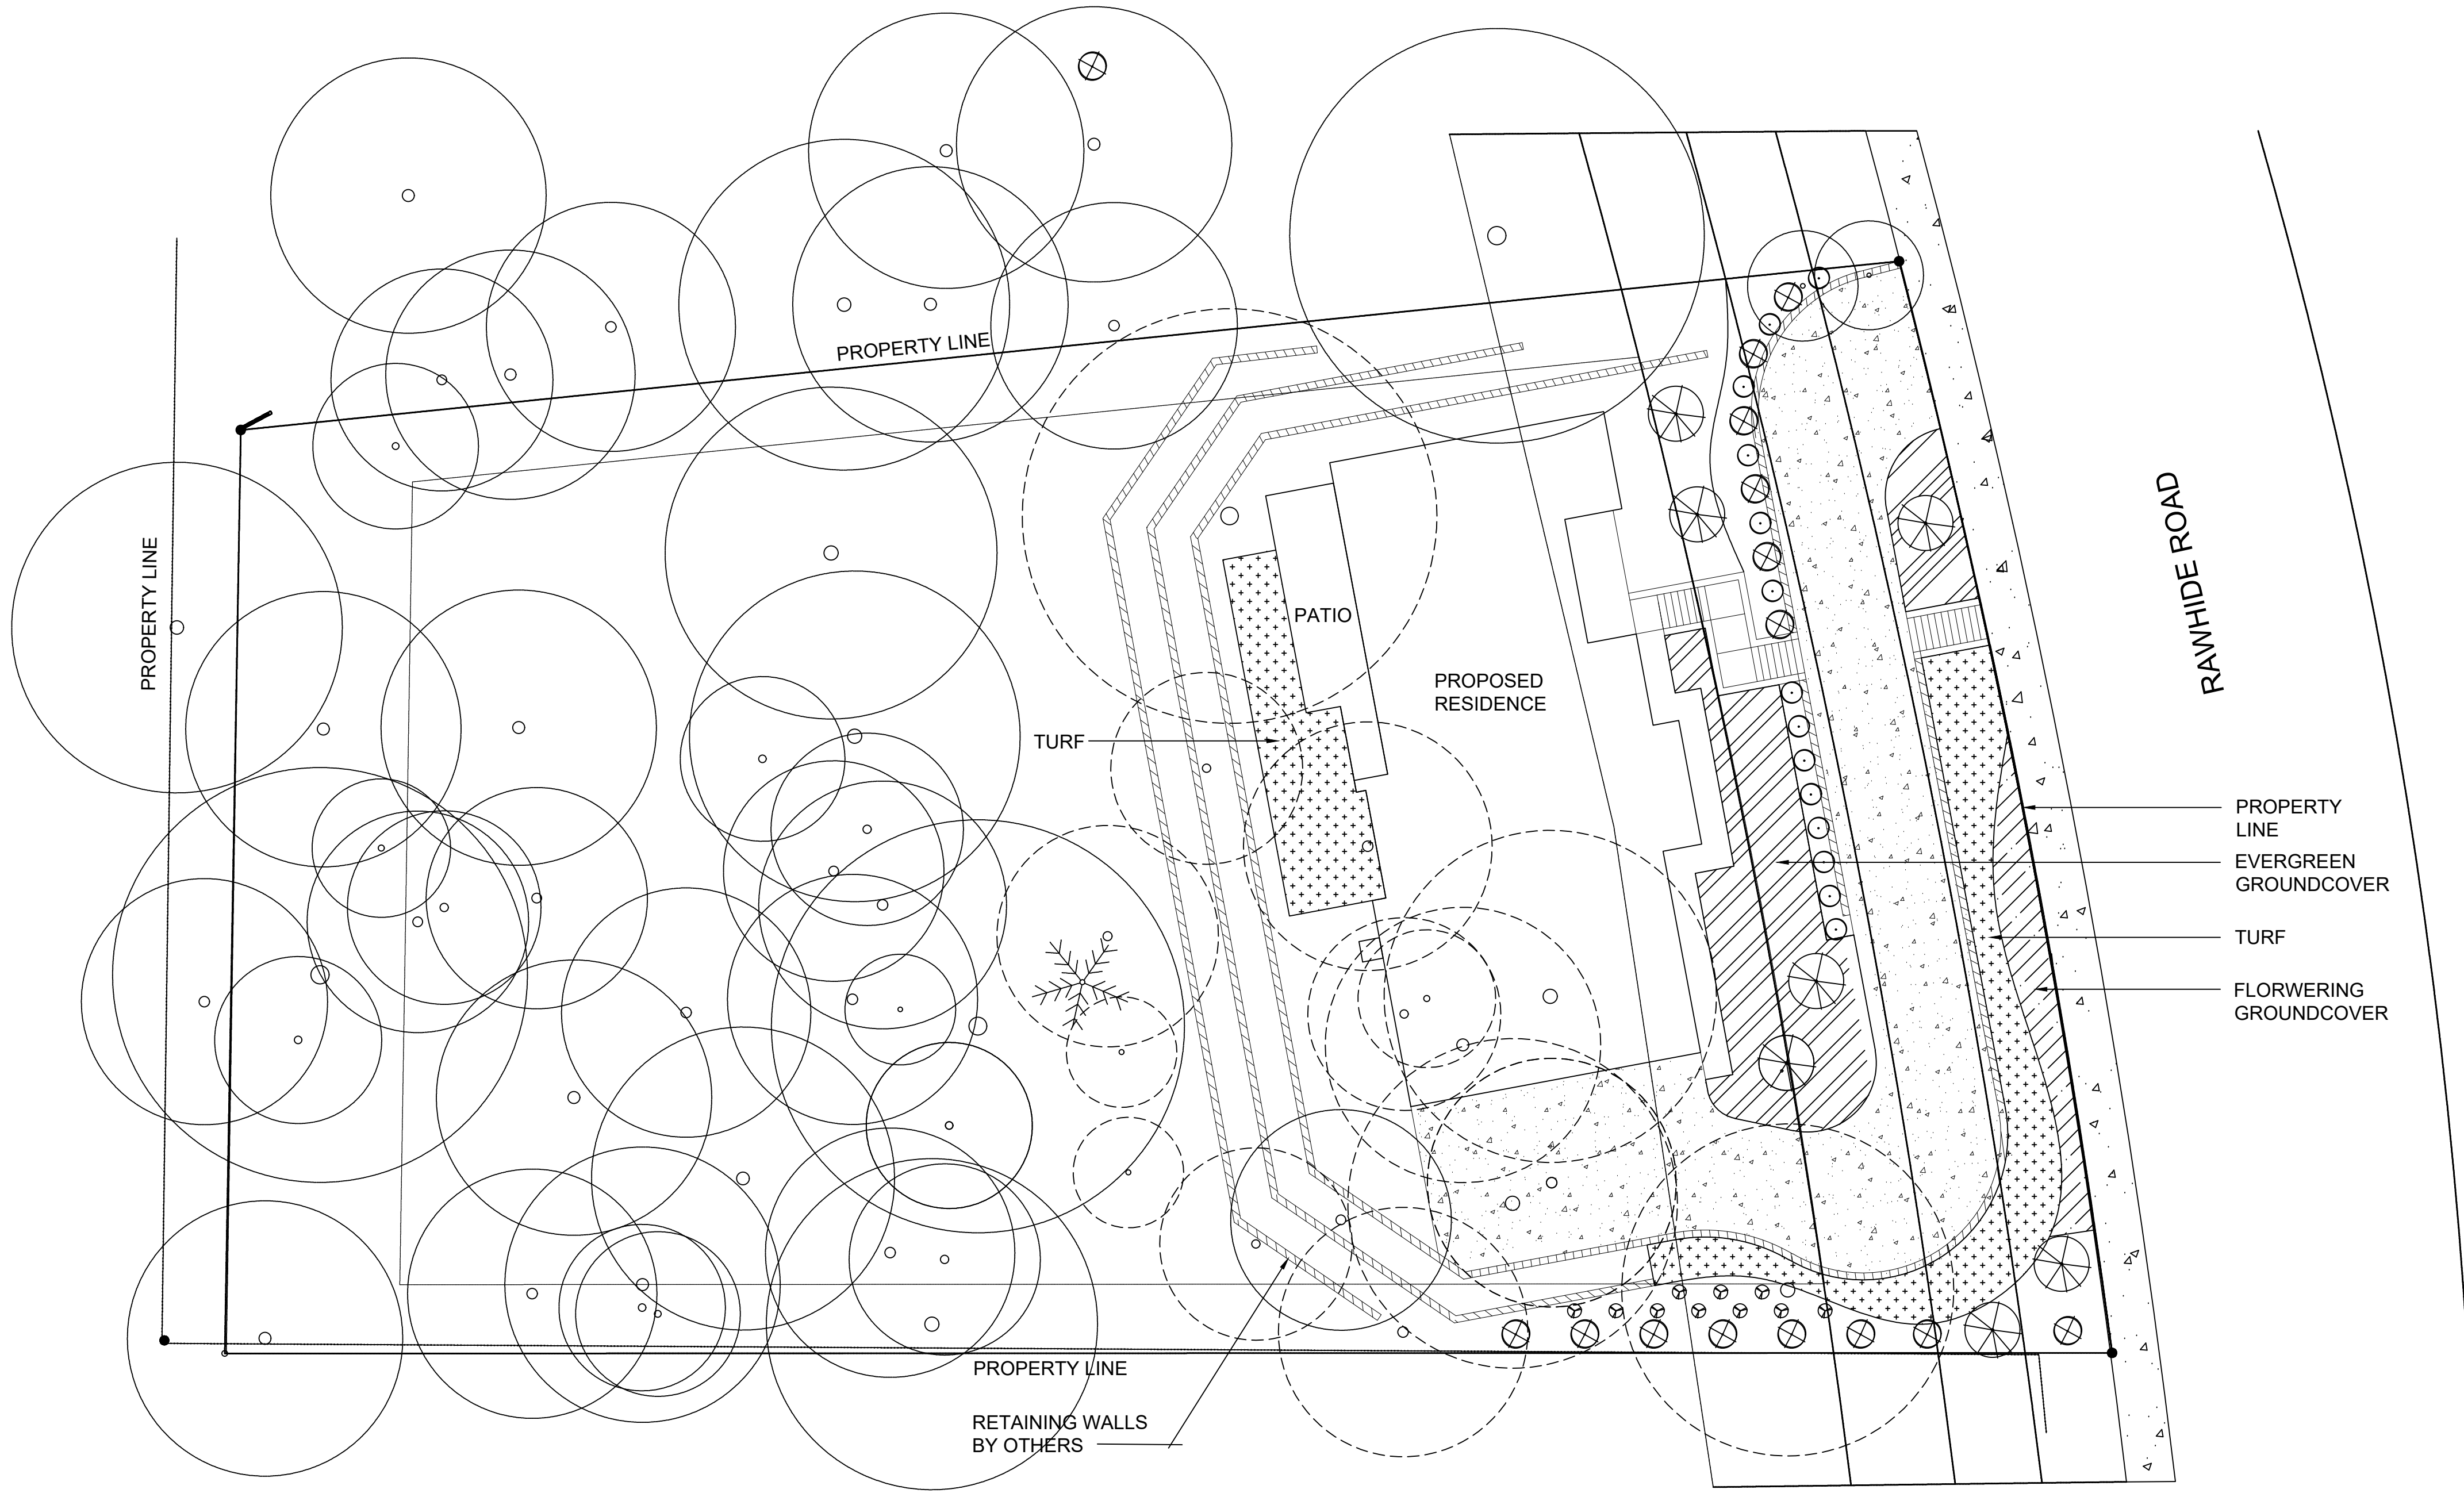 PROPERTY LINE
PROPERTY LINE
PATIO
PROPOSED
RESIDENCE
TURF
RAWHIDE ROAD
PROPERTY
LINE
EVERGREEN
GROUNDCOVER
TURF
FLORWERING
GROUNDCOVER
PROPERTY LINE
RETAINING WALLS
BY OTHERS